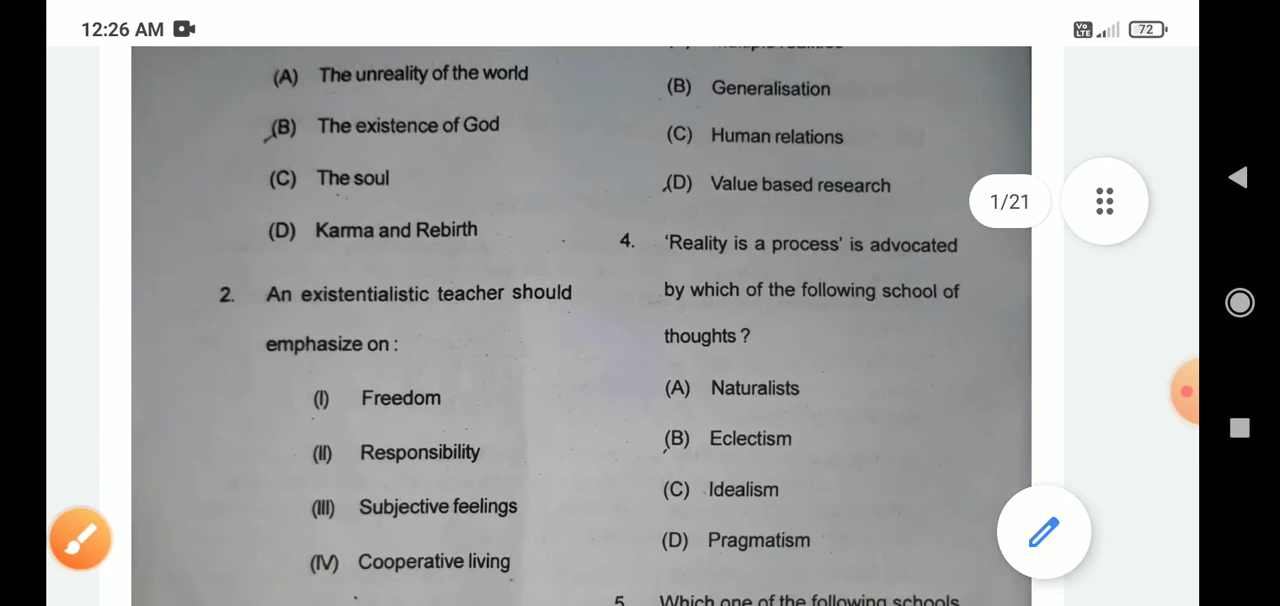 12:26 AM
Vo
LTE
72
(A) The unreality of the world
(B) The existence of God
(C) The soul
(D) Karma and Rebirth
2. An existentialistic teacher should
emphasize on :
(I) Freedom
(II) Responsibility
(III) Subjective feelings
(IV) Cooperative living
(B) Generalisation
(C) Human relations
(D) Value based research
4. 'Reality is a process' is advocated
by which of the following school of
thoughts ?
(A) Naturalists
(B) Eclectism
(C) Idealism
(D) Pragmatism
5. Which one of the following schools
1/21